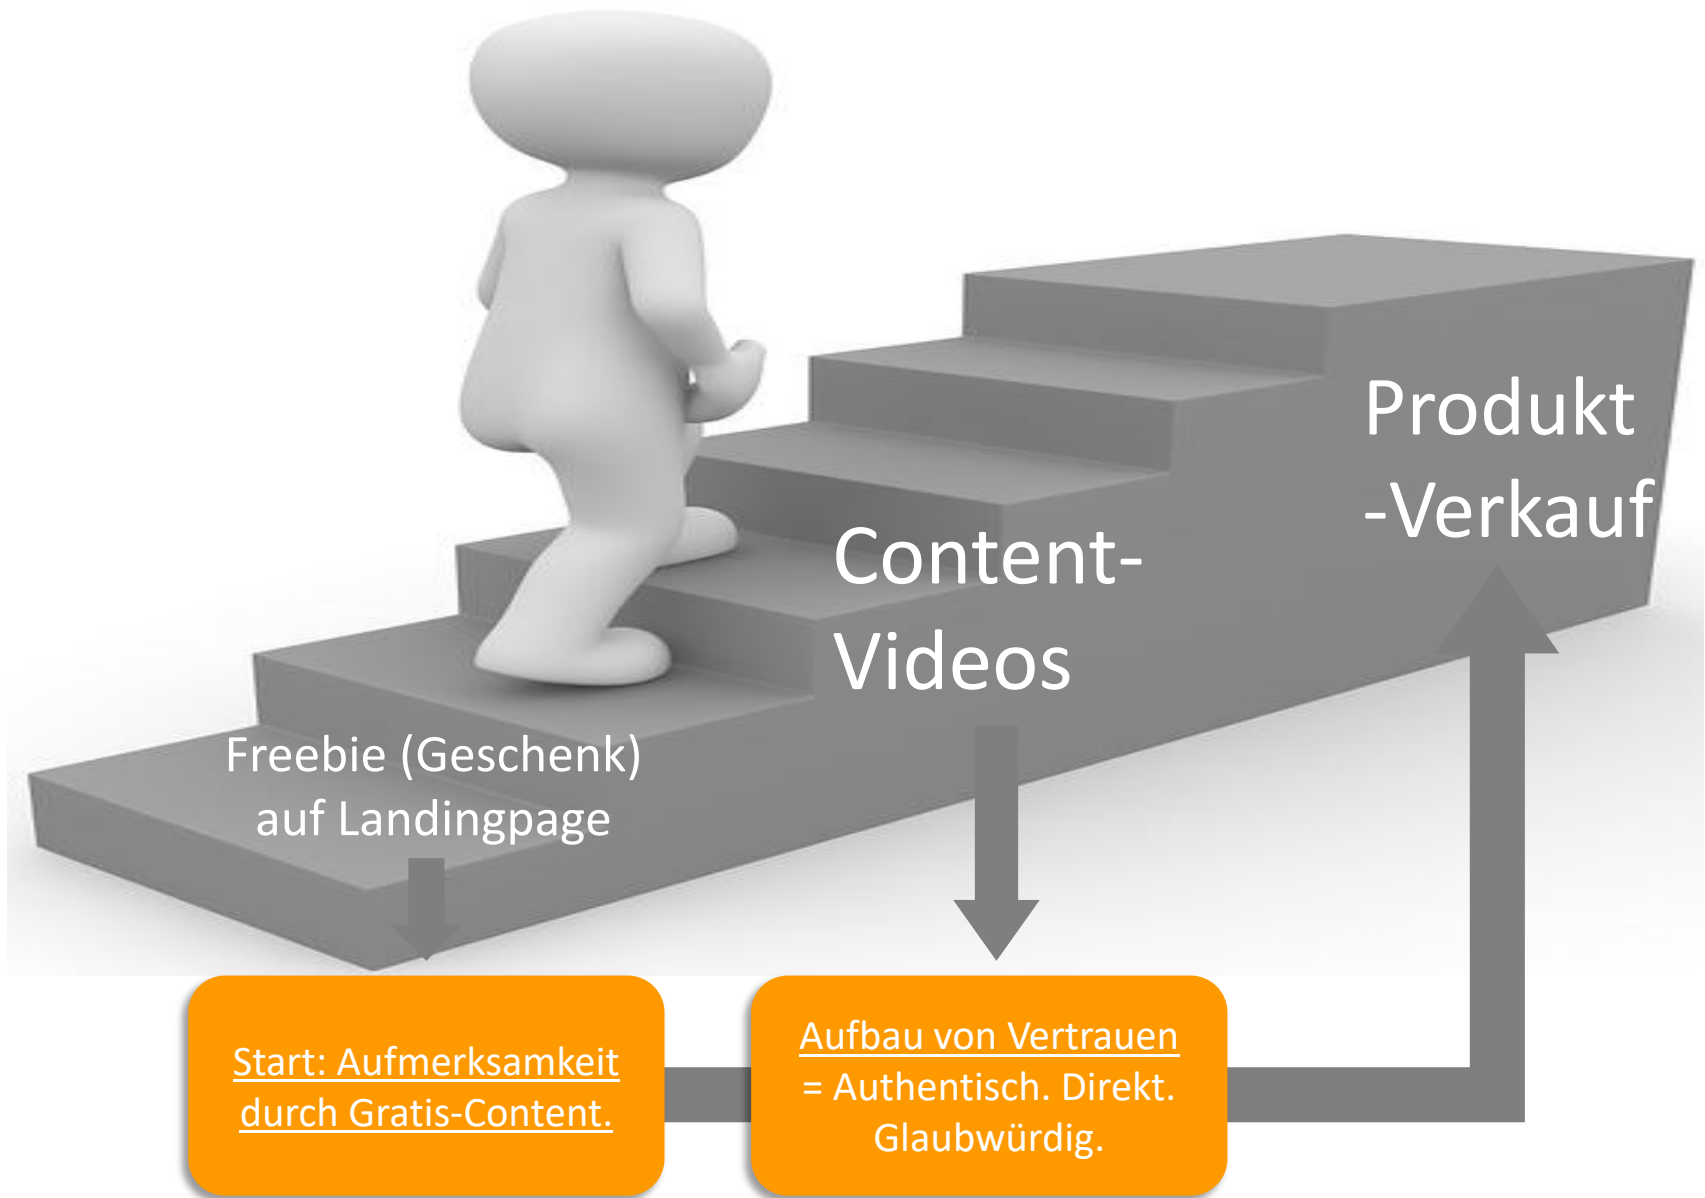 Produkt
-Verkauf
Content-
Videos
Freebie (Geschenk)
auf Landingpage
Start: Aufmerksamkeit
durch Gratis-Content.
Aufbau von Vertrauen
= Authentisch. Direkt.
Glaubwürdig.